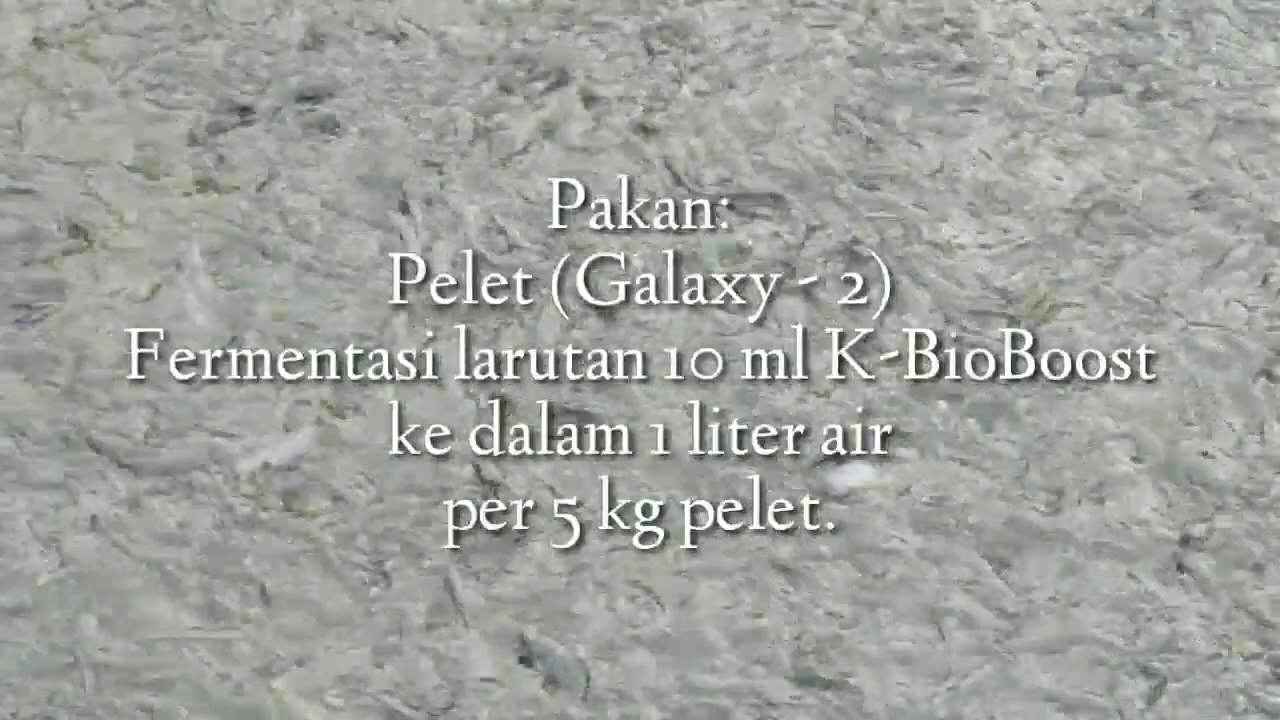 Pakan:
Pelet (Galaxy - 2)
Fermentasi larutan 10 ml K-BioBoost
ke dalam 1 liter air
per 5 kg pelet.